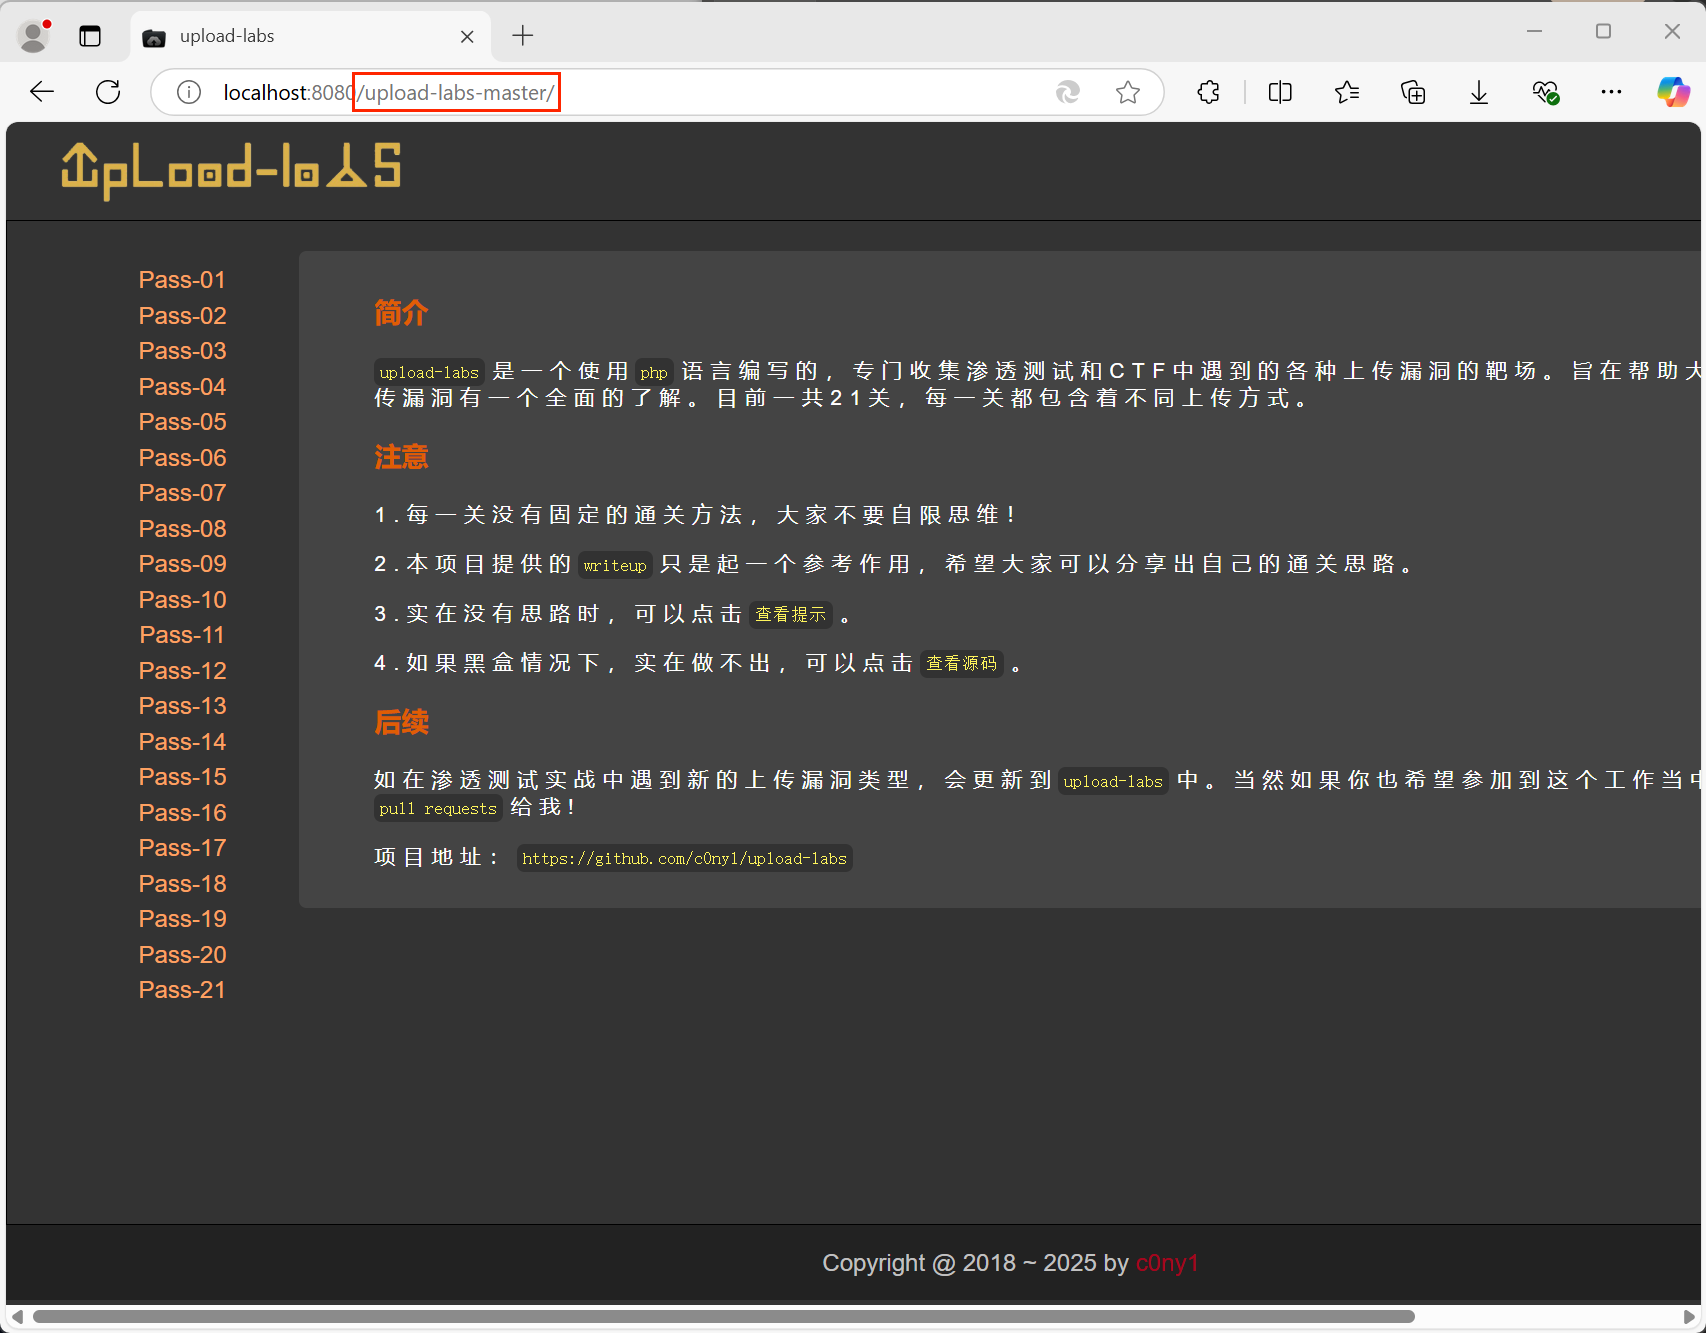 upload-labs
localhost:8080/upload-labs-master/
UpLoad-labS
Pass-01
Pass-02
Pass-03
Pass-04
Pass-05
Pass-06
Pass-07
Pass-08
Pass-09
Pass-10
Pass-11
Pass-12
Pass-13
Pass-14
Pass-15
Pass-16
Pass-17
Pass-18
Pass-19
Pass-20
Pass-21
简介
upload-labs 是一个使用 php 语言编写的，专门收集渗透测试和CTF中遇到的各种上传漏洞的靶场。旨在帮助大
传漏洞有一个全面的了解。目前一共21关，每一关都包含着不同上传方式。
注意
1.每一关没有固定的通关方法，大家不要自限思维！
2.本项目提供的 writeup 只是起一个参考作用，希望大家可以分享出自己的通关思路。
3.实在没有思路时，可以点击 查看提示 。
4.如果黑盒情况下，实在做不出，可以点击 查看源码 。
后续
如在渗透测试实战中遇到新的上传漏洞类型，会更新到 upload-labs 中。当然如果你也希望参加到这个工作当中
pull requests 给我！
项目地址： https://github.com/c0ny1/upload-labs
Copyright @ 2018 ~ 2025 by c0ny1